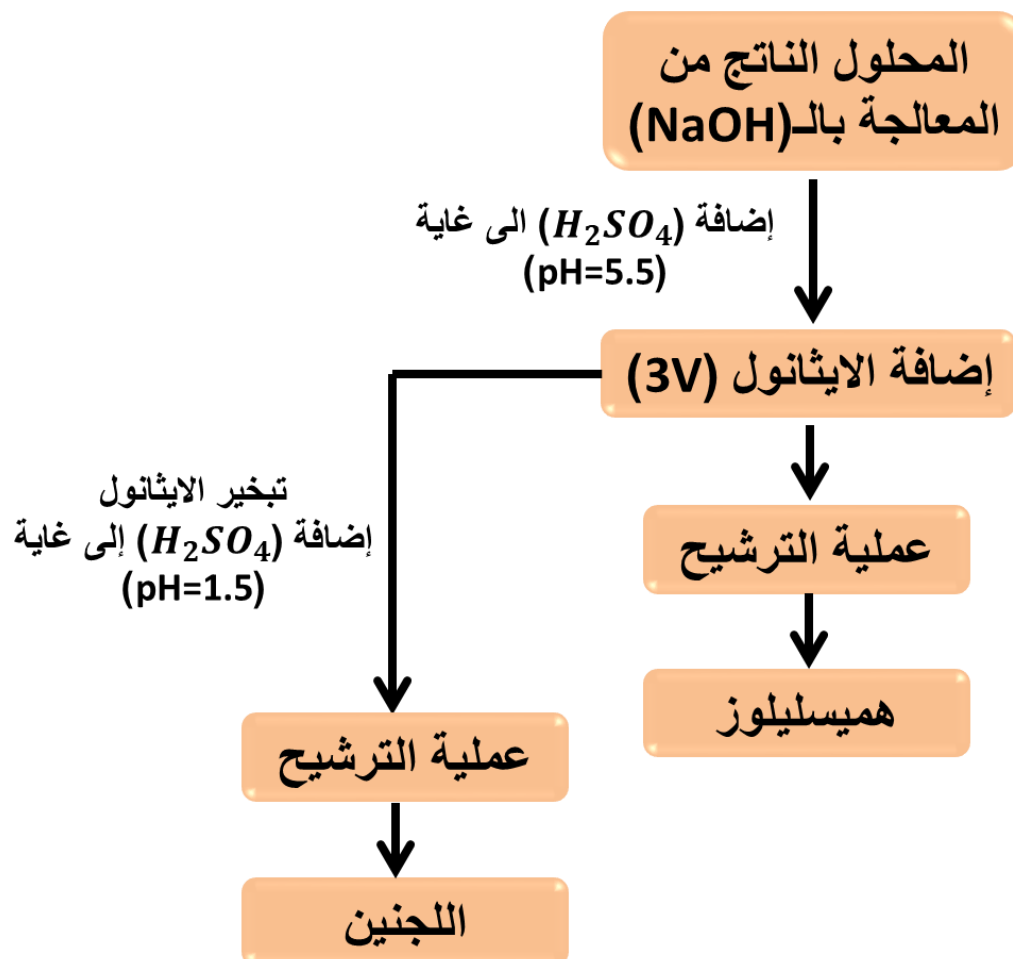 المحلول الناتج من
المعالجة بالـ(NaOH)
إضافة (H₂SO₄) الى غاية
(pH=5.5)
إضافة الايثانول (3V)
تبخير الايثانول
إضافة (H₂SO₄) إلى غاية
(pH=1.5)
عملية الترشيح
هميسليلوز
عملية الترشيح
اللجنين